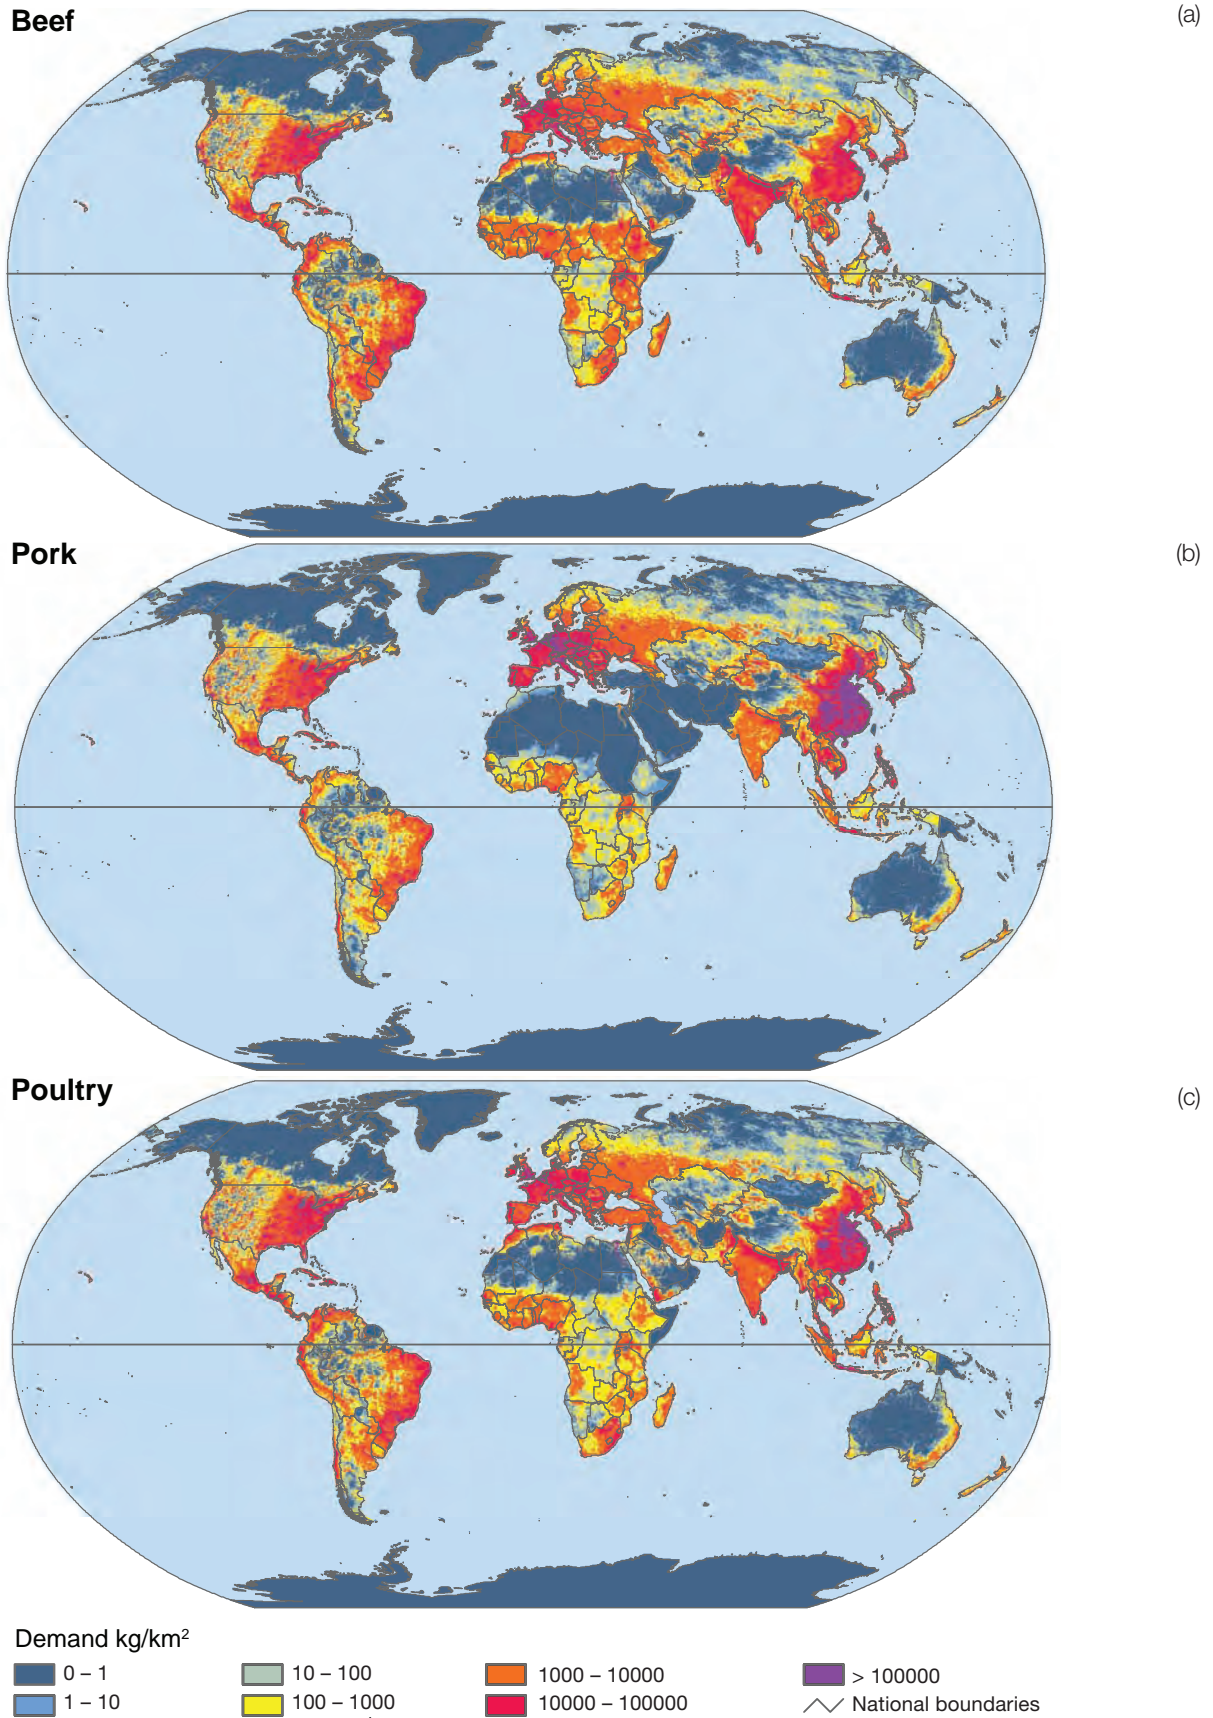 Beef
(a)
Pork
(b)
Poultry
(c)
Demand kg/km²
0 – 1
10 – 100
1000 – 10000
> 100000
1 – 10
100 – 1000
10000 – 100000
National boundaries